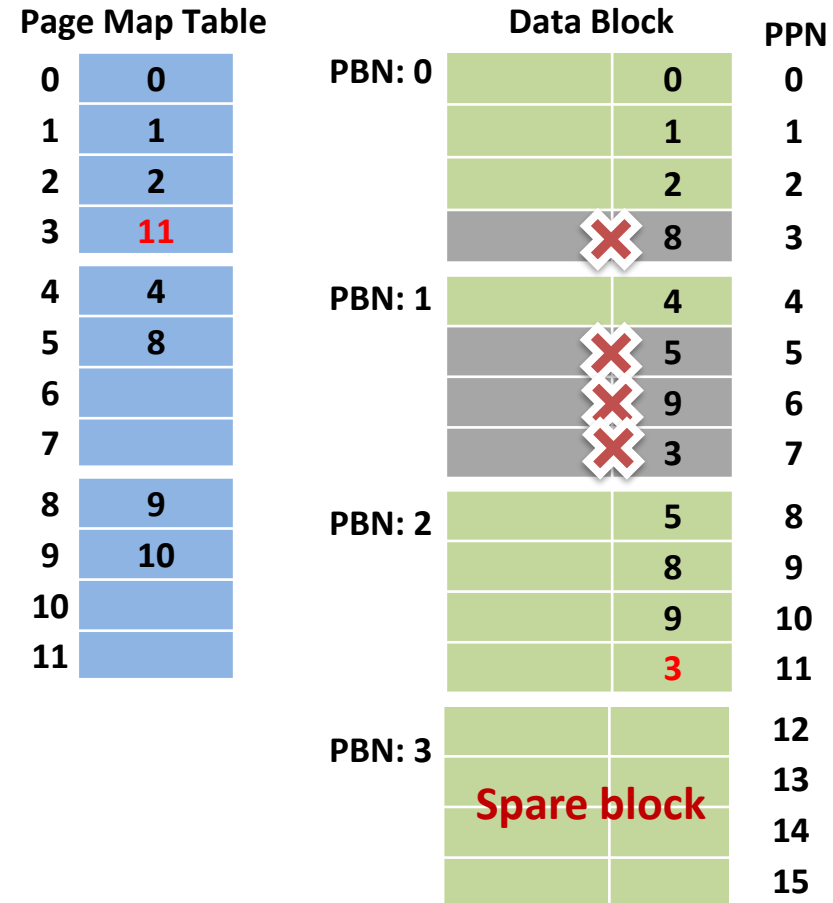 Page Map Table Data Block PPN
0 0 PBN: 0 0 0
1 1 1 1
2 2 2 2
3 11 8 3
4 4 PBN: 1 4 4
5 8 5 5
6 9 6
7 3 7
8 9 PBN: 2 5 8
9 10 8 9
10 9 10
11 3 11
PBN: 3 12
13
Spare block
14
15